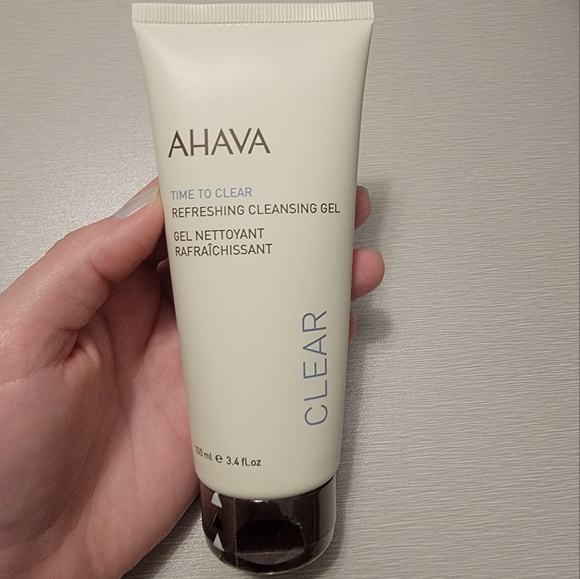 AHAVA
TIME TO CLEAR
REFRESHING CLEANSING GEL
GEL NETTOYANT
RAFRAÎCHISSANT
CLEAR
100 ml e 3.4 fl.oz